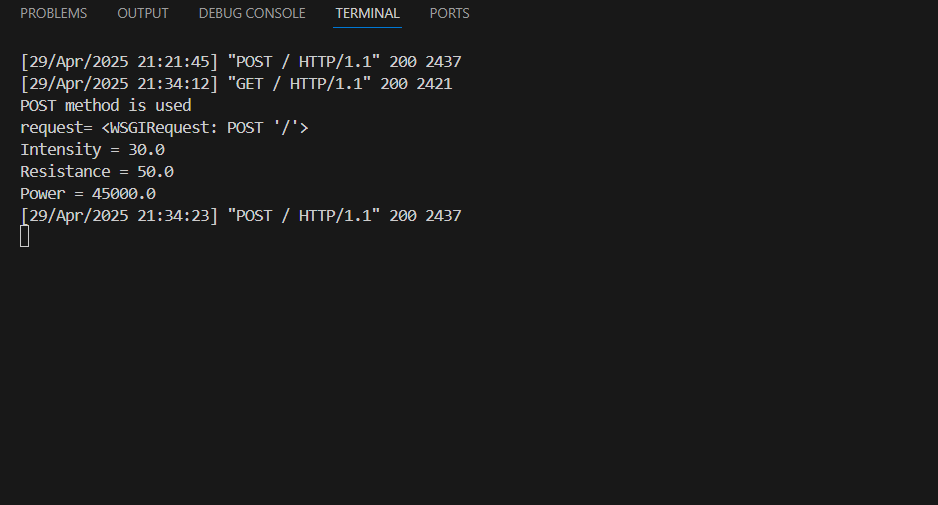 PROBLEMS OUTPUT DEBUG CONSOLE TERMINAL PORTS
[29/Apr/2025 21:21:45] "POST / HTTP/1.1" 200 2437
[29/Apr/2025 21:34:12] "GET / HTTP/1.1" 200 2421
POST method is used
request= <WSGIRequest: POST '/'>
Intensity = 30.0
Resistance = 50.0
Power = 45000.0
[29/Apr/2025 21:34:23] "POST / HTTP/1.1" 200 2437